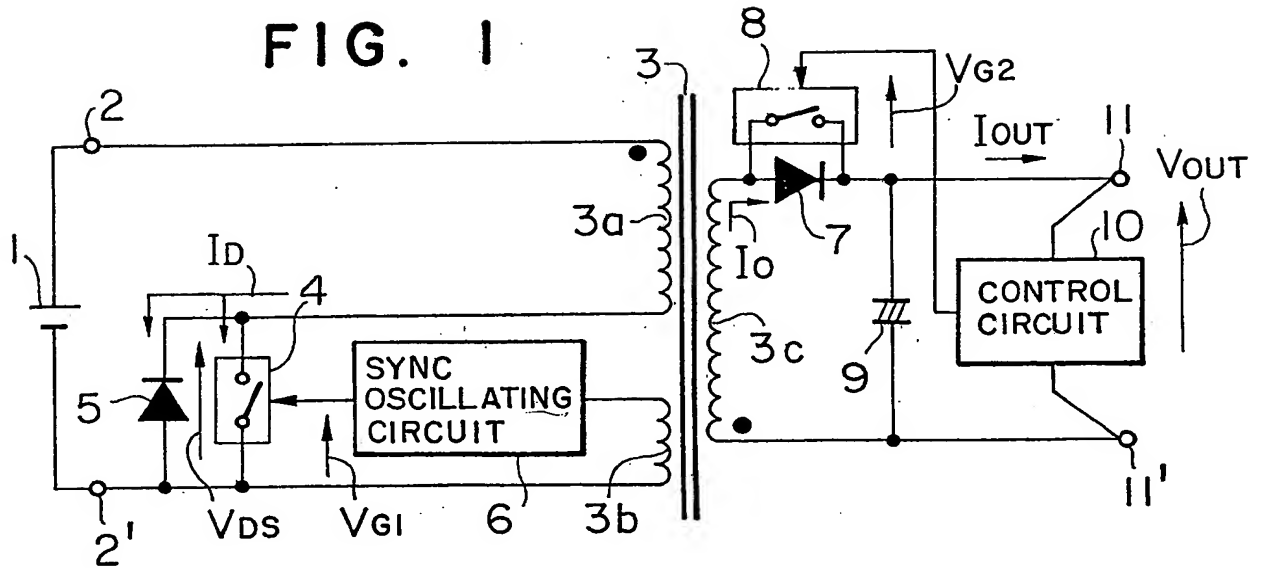 FIG. 1
8
3
VG2
2
IOUT
11
VOUT
3a
7
IO
1
ID
4
10
CONTROL
CIRCUIT
SYNC
OSCILLATING
CIRCUIT
3c
9
5
VDS
VG1
6
3b
2'
11'